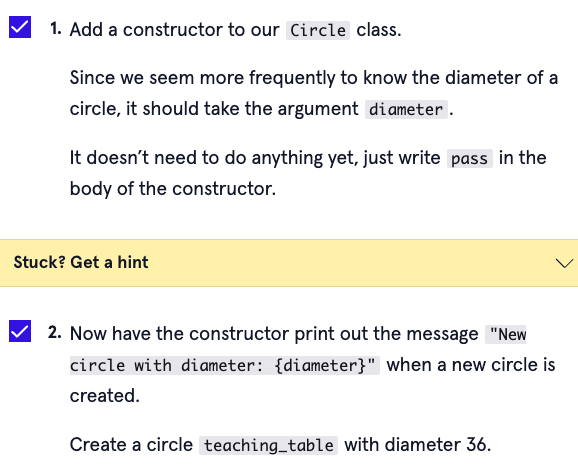 1. Add a constructor to our Circle class.
Since we seem more frequently to know the diameter of a
circle, it should take the argument diameter.
It doesn’t need to do anything yet, just write pass in the
body of the constructor.
Stuck? Get a hint
2. Now have the constructor print out the message "New
circle with diameter: {diameter}" when a new circle is
created.
Create a circle teaching_table with diameter 36.